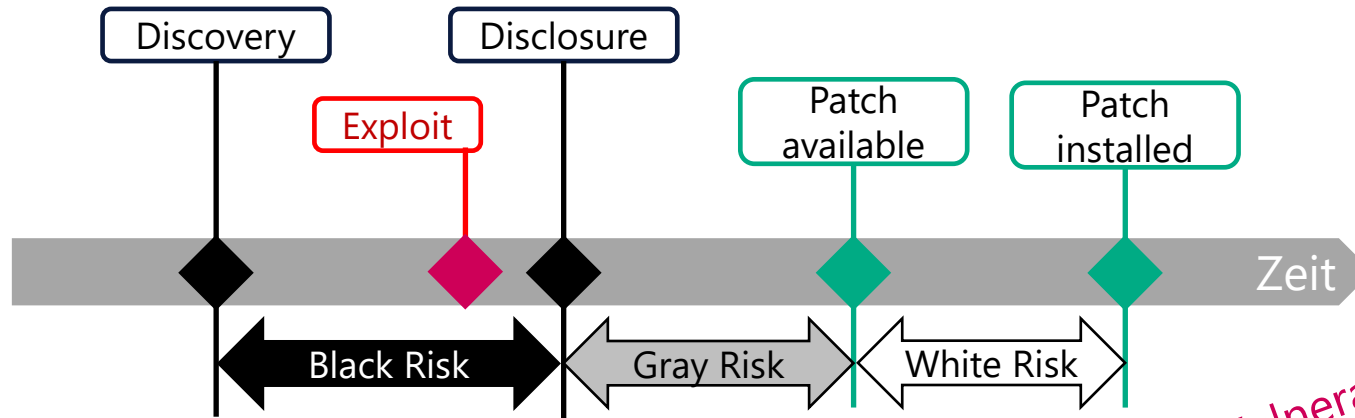 Discovery
Disclosure
Exploit
Patch
available
Patch
installed
Zeit
Black Risk
Gray Risk
White Risk